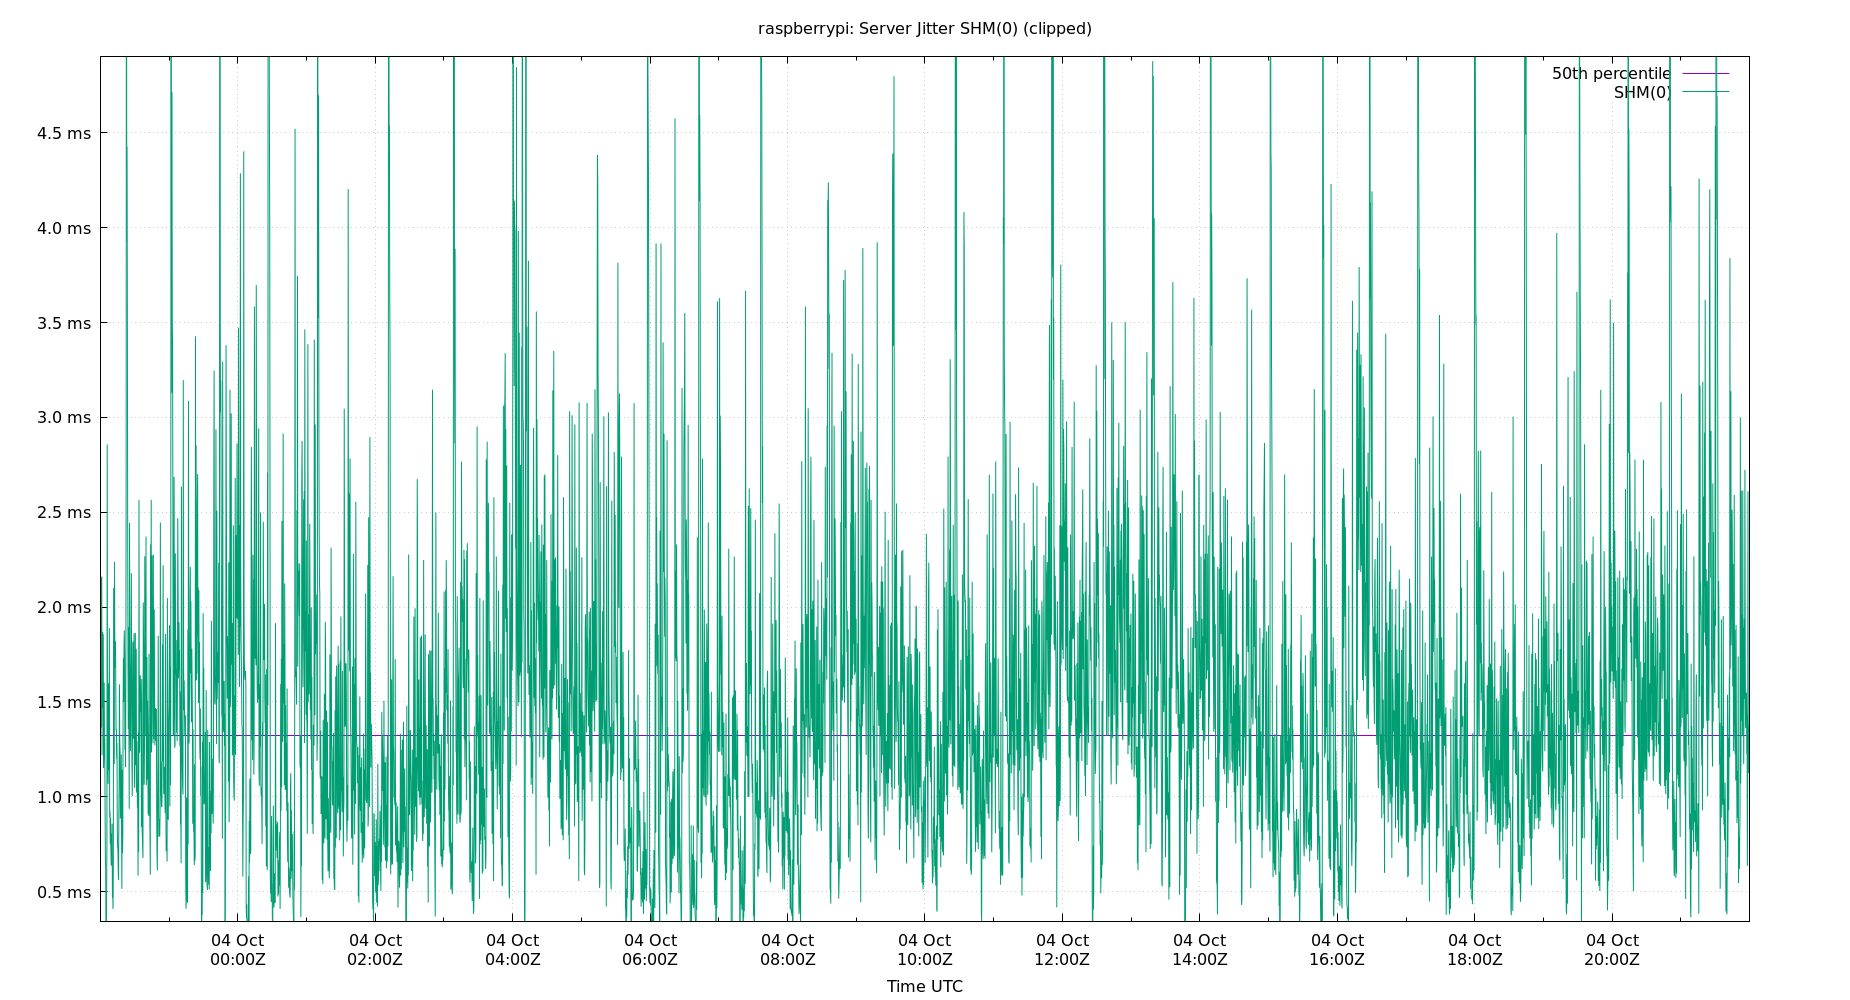 raspberrypi: Server Jitter SHM(0) (clipped)
50th percentile
SHM(0)
4.5 ms
4.0 ms
3.5 ms
3.0 ms
2.5 ms
2.0 ms
1.5 ms
1.0 ms
0.5 ms
04 Oct 04 Oct 04 Oct 04 Oct 04 Oct 04 Oct 04 Oct 04 Oct 04 Oct 04 Oct 04 Oct
00:00Z 02:00Z 04:00Z 06:00Z 08:00Z 10:00Z 12:00Z 14:00Z 16:00Z 18:00Z 20:00Z
Time UTC